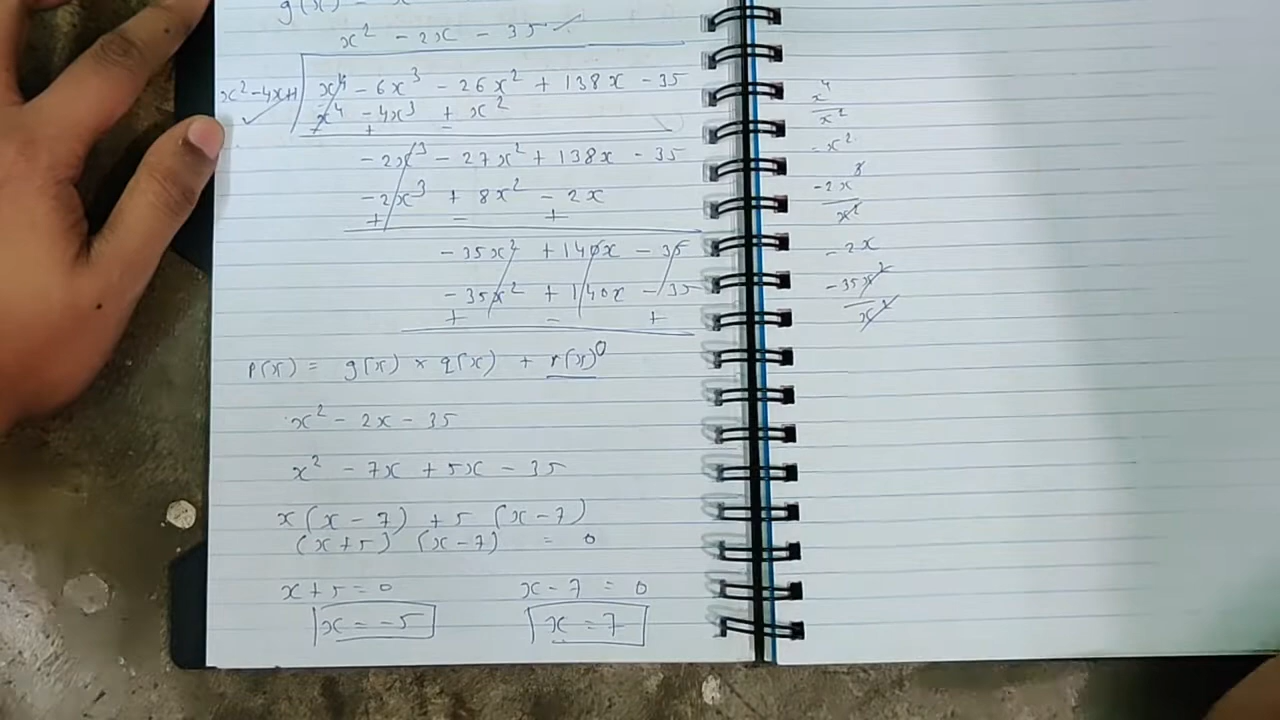 x² - 2x - 35 ✓
x² - 4x + 1 ✓ x⁴ - 6x³ - 26x² + 138x - 35
x⁴ - 4x³ + x²
+ -
- 2x³ - 27x² + 138x - 35
- 2x³ + 8x² - 2x
+ - +
- 35x² + 140x - 35
- 35x² + 140x - 35
+ - +
P(x) = g(x) × q(x) + r(x) 0
x² - 2x - 35
x² - 7x + 5x - 35
x(x - 7) + 5 (x - 7)
(x + 5) (x - 7) = 0
x + 5 = 0 x - 7 = 0
x = -5 x = 7
x⁴
x²
- x²
- 2x³
x²
- 2x
- 35x²
x²